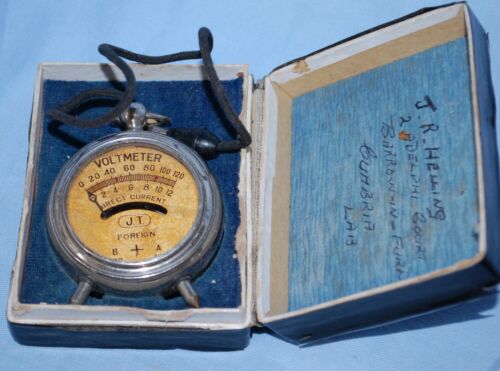 VOLTMETER
0 20 40 60 80 100 120
0 2 4 6 8 10 12
DIRECT CURRENT
J.T.
FOREIGN
B + A
J R. HELLING
2 ADELPHI COURT
BARROW-IN-FURN
CUMBRIA
LA13